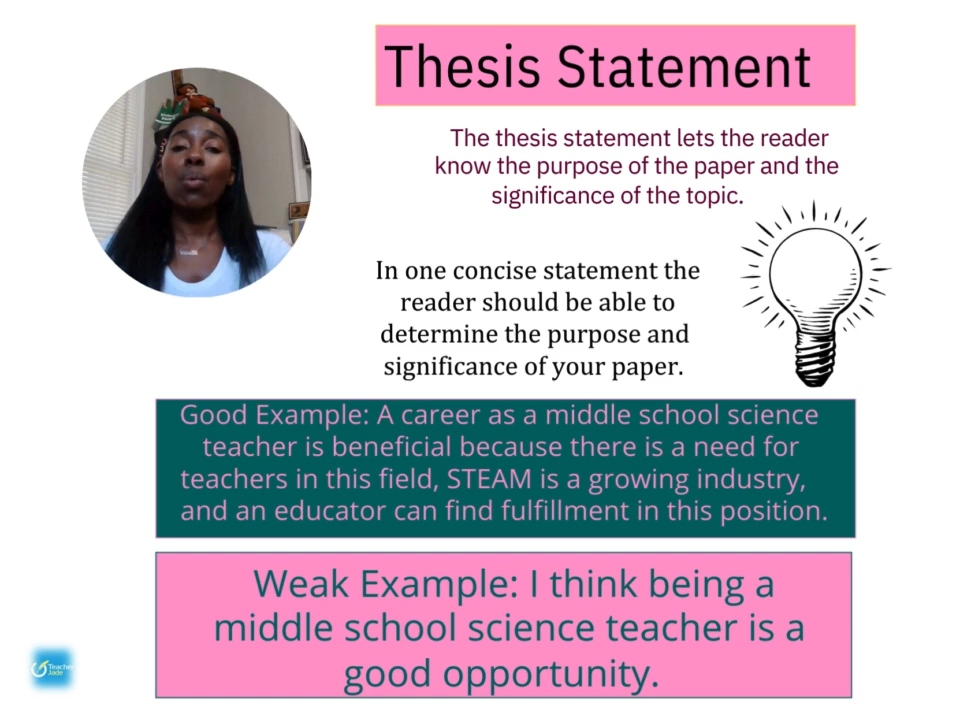 Thesis Statement
The thesis statement lets the reader
know the purpose of the paper and the
significance of the topic.
In one concise statement the
reader should be able to
determine the purpose and
significance of your paper.
Good Example: A career as a middle school science
teacher is beneficial because there is a need for
teachers in this field, STEAM is a growing industry,
and an educator can find fulfillment in this position.
Weak Example: I think being a
middle school science teacher is a
good opportunity.
Teacher
Jade